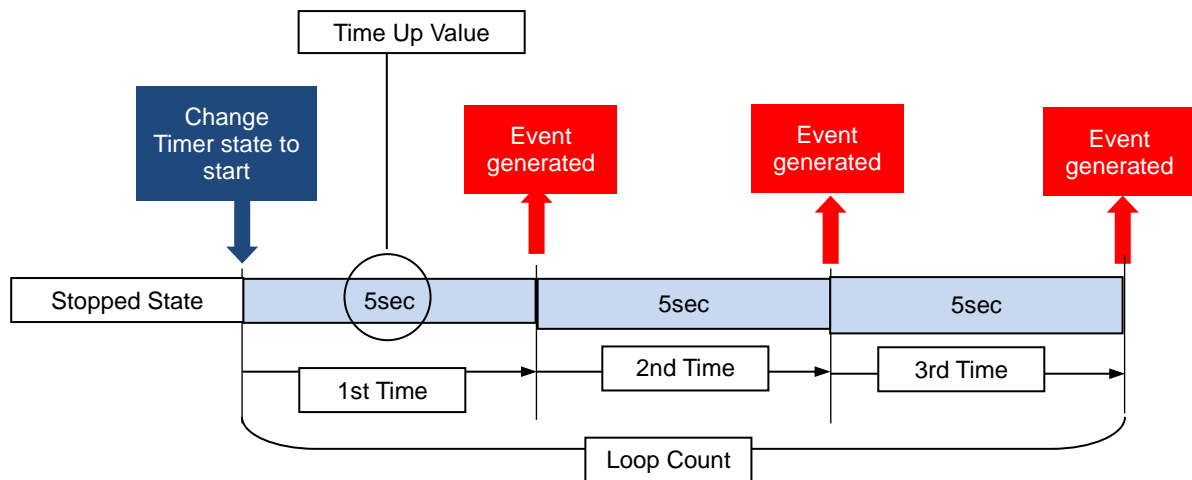 Time Up Value
Change
Timer state to
start
Event
generated
Event
generated
Event
generated
Stopped State
5sec
5sec
5sec
1st Time
2nd Time
3rd Time
Loop Count